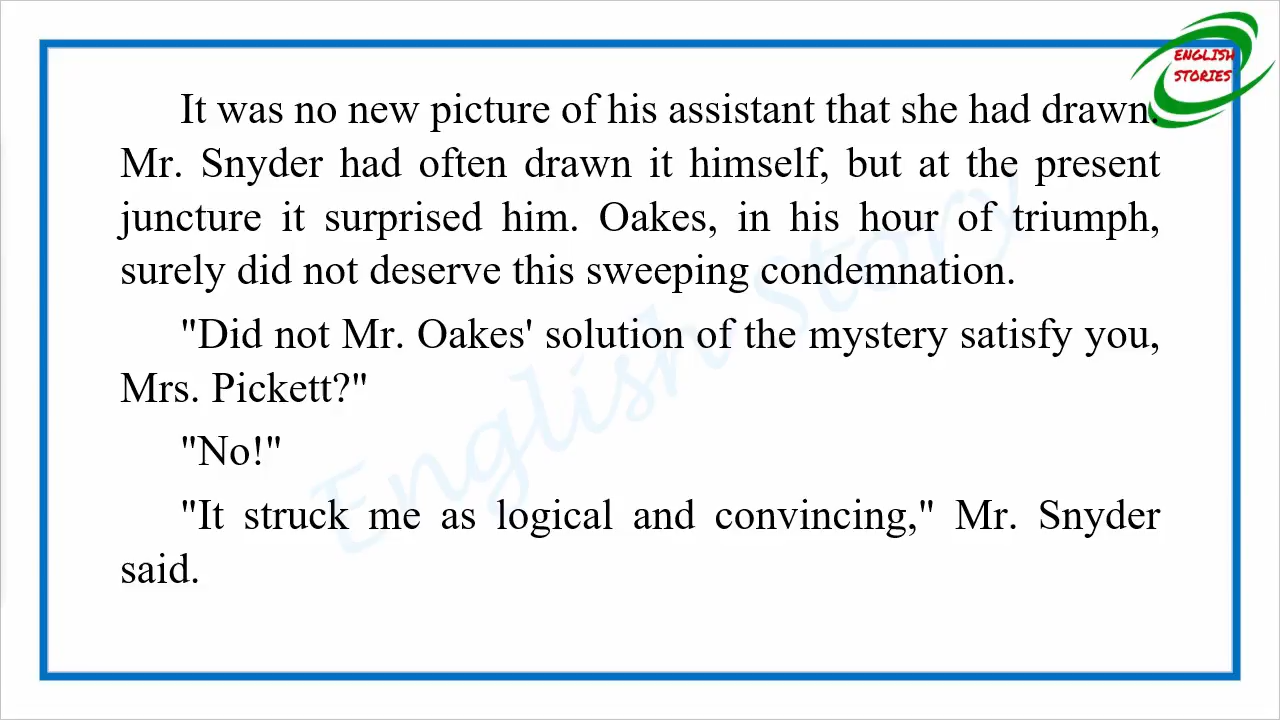 ENGLISH
STORIES
It was no new picture of his assistant that she had drawn.
Mr. Snyder had often drawn it himself, but at the present
juncture it surprised him. Oakes, in his hour of triumph,
surely did not deserve this sweeping condemnation.
"Did not Mr. Oakes' solution of the mystery satisfy you,
Mrs. Pickett?"
"No!"
"It struck me as logical and convincing," Mr. Snyder
said.
English Story